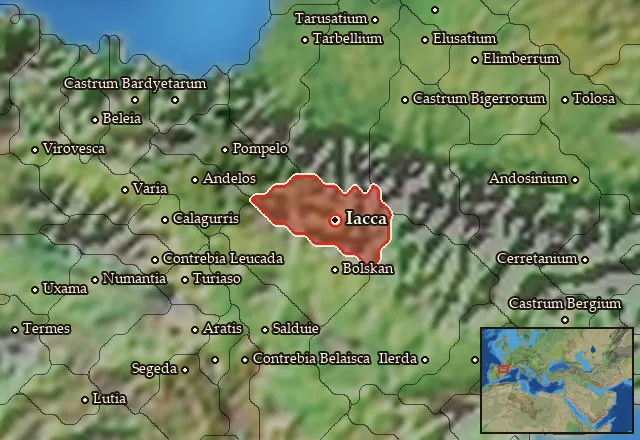 Tarusatium
Tarbellium
Elusatium
Elimberrum
Castrum Bardyetarum
Castrum Bigerrorum
Tolosa
Beleia
Virovesca
Pompelo
Varia
Andelos
Andosinium
Calagurris
Iacca
Contrebia Leucada
Cerretanium
Bolskan
Uxama
Numantia
Turiaso
Castrum Bergium
Termes
Aratis
Salduie
Segeda
Contrebia Belaisca
Ilerda
Lutia